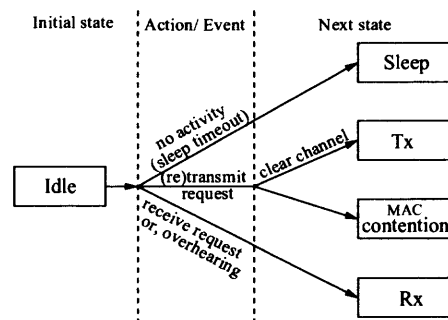 Initial state
Action/ Event
Next state
Sleep
no activity
(sleep timeout)
clear channel
Tx
Idle
(re)transmit
request
MAC
contention
receive request
or, overhearing
Rx